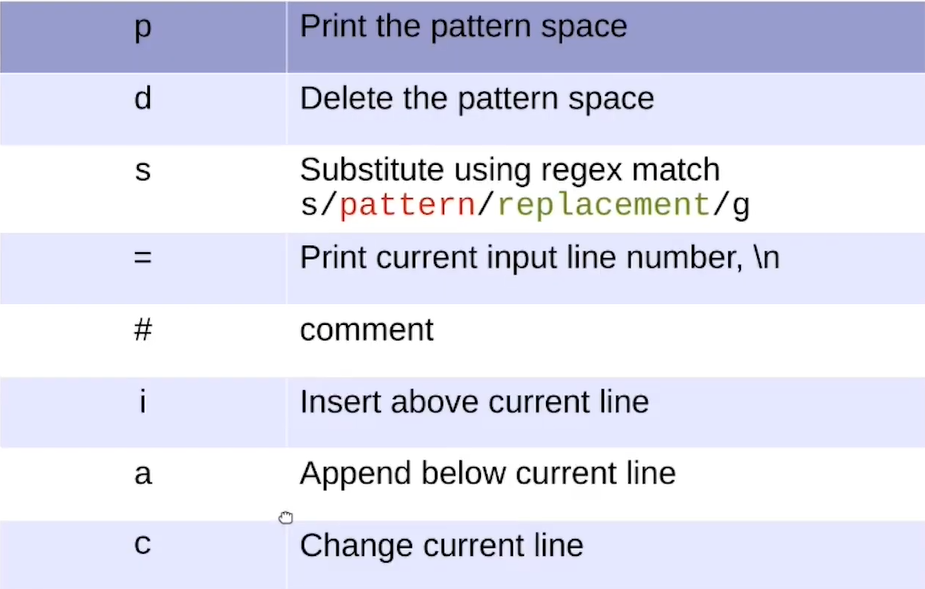 p Print the pattern space
d Delete the pattern space
s Substitute using regex match
s/pattern/replacement/g
= Print current input line number, \n
# comment
i Insert above current line
a Append below current line
c Change current line